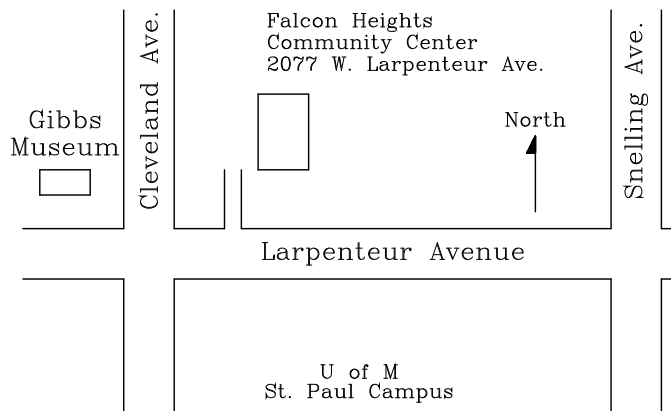 Falcon Heights
Community Center
2077 W. Larpenteur Ave.
Cleveland Ave.
Snelling Ave.
Gibbs
Museum
North
Larpenteur Avenue
U of M
St. Paul Campus